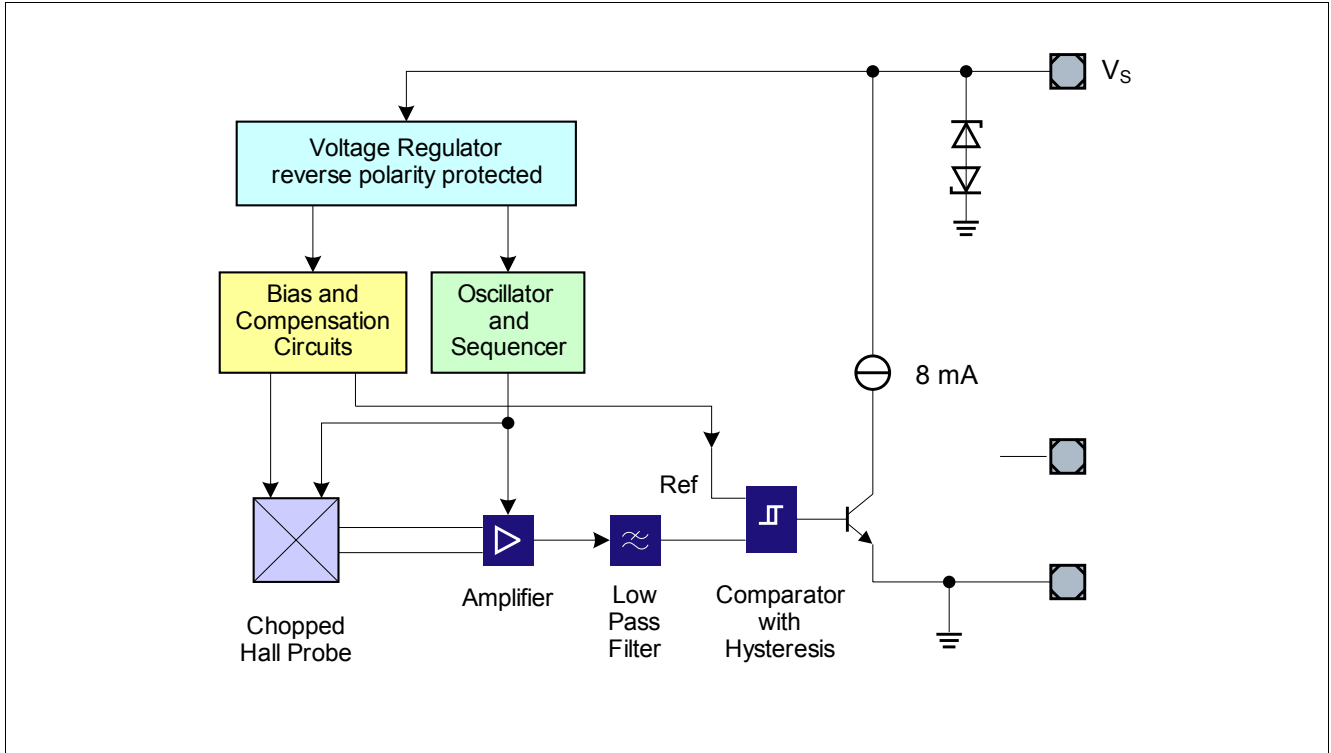 V_S
Voltage Regulator
reverse polarity protected
Bias and
Compensation
Circuits
Oscillator
and
Sequencer
8 mA
Ref
Amplifier
Low
Pass
Filter
Comparator
with
Hysteresis
Chopped
Hall Probe